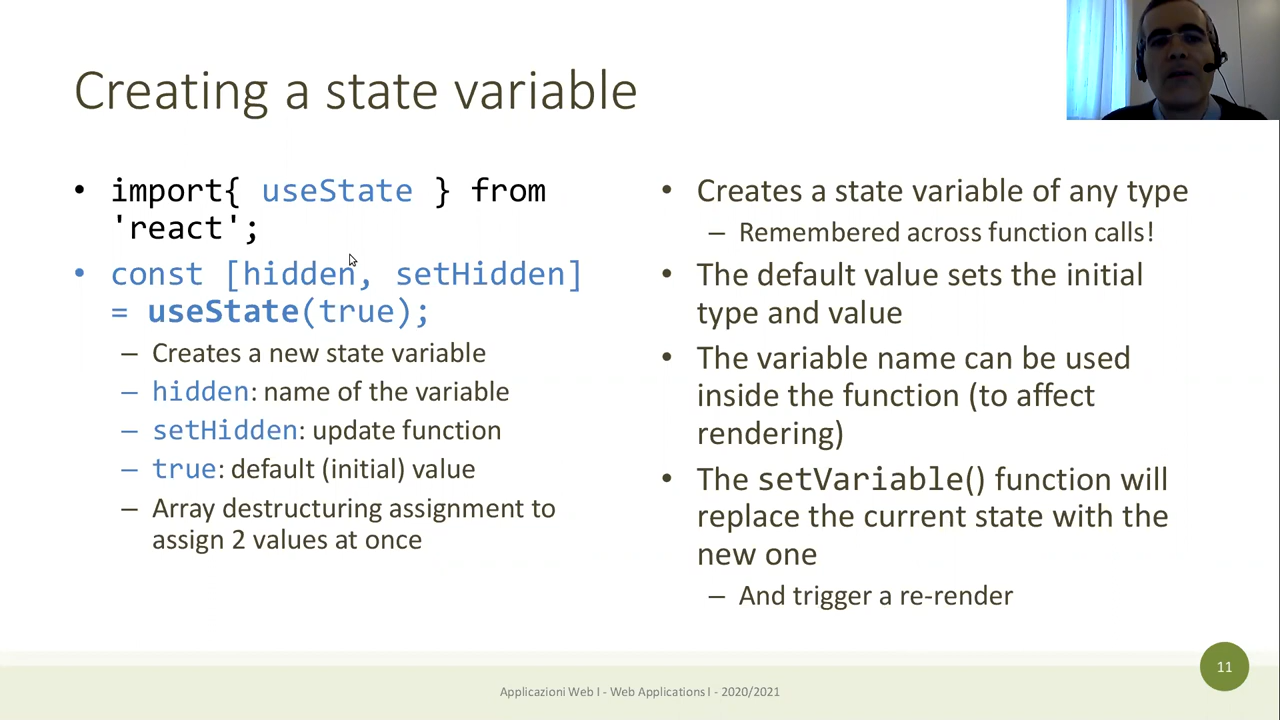 Creating a state variable
• import{ useState } from
'react';
• const [hidden, setHidden]
= useState(true);
– Creates a new state variable
– hidden: name of the variable
– setHidden: update function
– true: default (initial) value
– Array destructuring assignment to
assign 2 values at once
• Creates a state variable of any type
– Remembered across function calls!
• The default value sets the initial
type and value
• The variable name can be used
inside the function (to affect
rendering)
• The setVariable() function will
replace the current state with the
new one
– And trigger a re-render
Applicazioni Web I - Web Applications I - 2020/2021
11